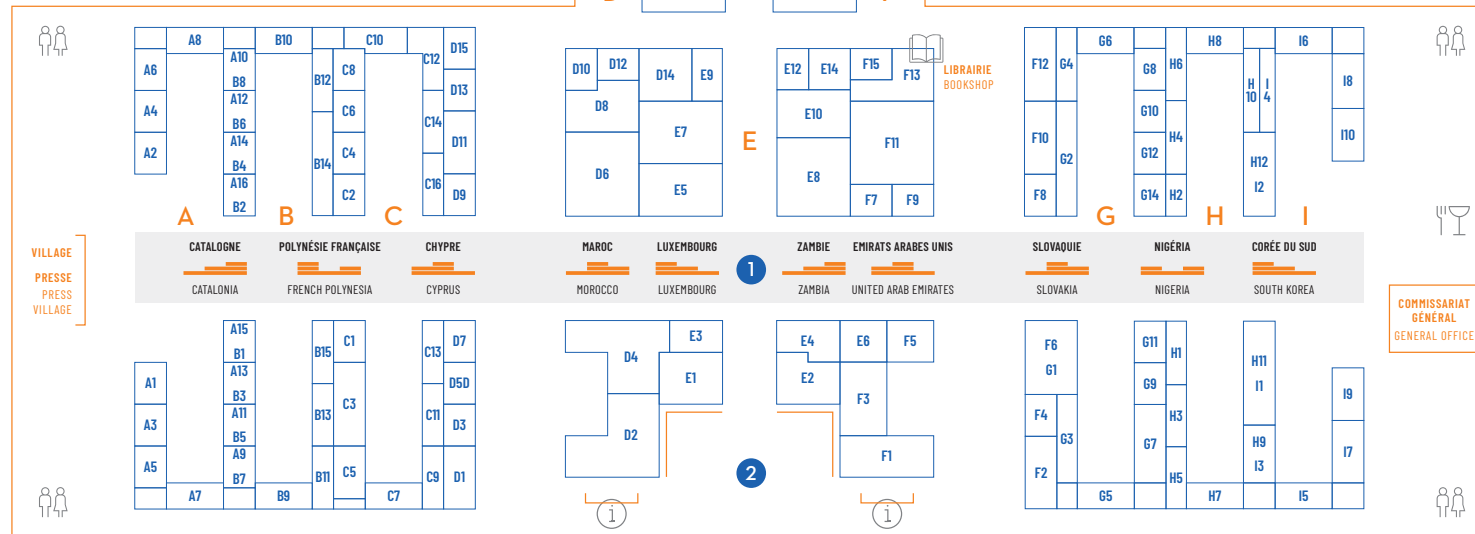 A8
B10
C10
A6
A10
B8
B12
C8
C12
D15
D13
A4
A12
B6
C6
C14
D11
A2
A14
B4
B14
C4
A16
B2
C2
C16
D9
D10
D12
D14
E9
D8
E7
D6
E5
E
E12
E14
F15
F13
LIBRAIRIE
BOOKSHOP
E10
F11
E8
F7
F9
F12
G4
G6
G8
H6
H8
H
10
I
4
I6
I8
G10
I10
F10
G2
G12
H4
H12
I2
F8
G14
H2
A
B
C
G
H
I
VILLAGE
PRESSE
PRESS
VILLAGE
CATALOGNE
POLYNÉSIE FRANÇAISE
CHYPRE
MAROC
LUXEMBOURG
ZAMBIE
EMIRATS ARABES UNIS
SLOVAQUIE
NIGÉRIA
CORÉE DU SUD
1
CATALONIA
FRENCH POLYNESIA
CYPRUS
MOROCCO
LUXEMBOURG
ZAMBIA
UNITED ARAB EMIRATES
SLOVAKIA
NIGERIA
SOUTH KOREA
COMMISSARIAT
GÉNÉRAL
GENERAL OFFICE
A15
B1
B15
C1
C13
D7
A1
A13
B3
C3
D5D
A3
A11
B5
B13
C11
D3
A5
A9
B7
B11
C5
C9
D1
A7
B9
C7
D4
E3
E1
D2
E4
E6
F5
E2
F3
F1
2
i
i
F6
G1
G11
H1
H11
I1
G9
I9
F4
G3
G7
H3
F2
H9
I3
I7
H5
G5
H7
I5